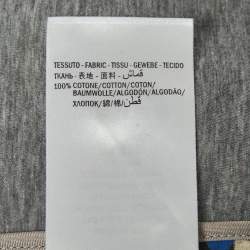 TESSUTO - FABRIC - TISSU - GEWEBE - TECIDO
ТКАНЬ - 表地 - 面料 - قماش
100% COTONE/COTTON/COTON/
BAUMWOLLE/ALGODÓN/ALGODÃO/
ХЛОПОК/綿/棉/قطن